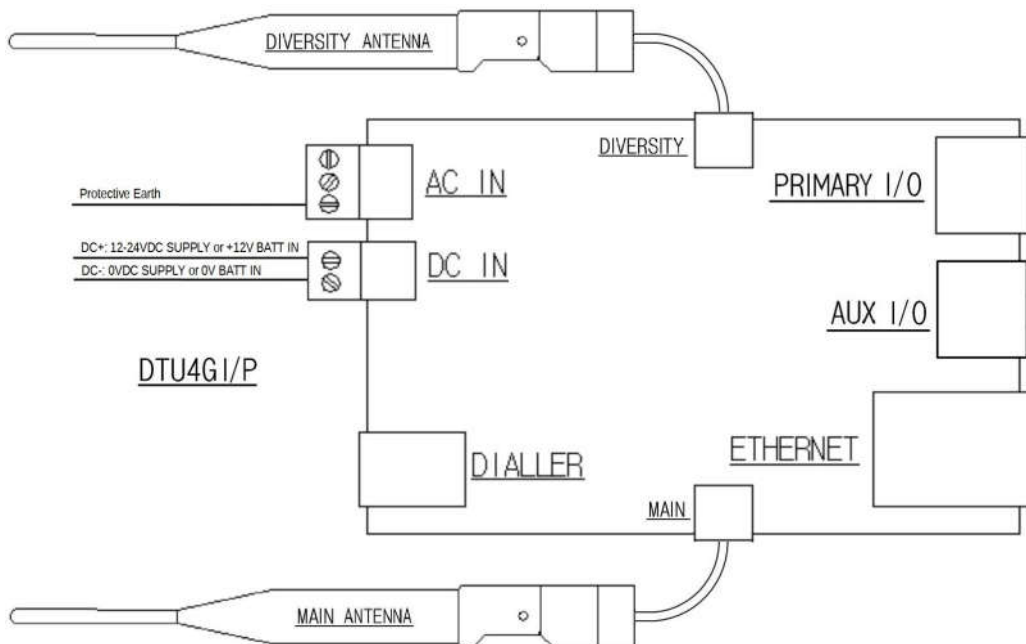 DIVERSITY ANTENNA
DIVERSITY
AC IN
PRIMARY I/O
Protective Earth
DC+: 12-24VDC SUPPLY or +12V BATT IN
DC-: 0VDC SUPPLY or 0V BATT IN
DC IN
AUX I/O
DTU4GI/P
DIALLER
ETHERNET
MAIN
MAIN ANTENNA